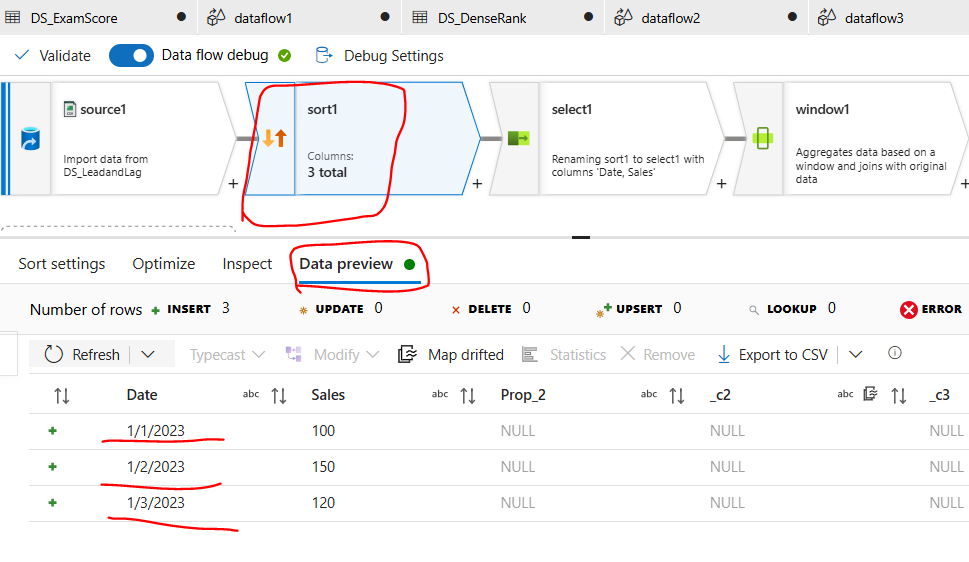 DS_ExamScore
dataflow1
DS_DenseRank
dataflow2
dataflow3
Validate
Data flow debug
Debug Settings
source1
Import data from
DS_LeadandLag
+
sort1
Columns:
3 total
+
select1
Renaming sort1 to select1 with
columns 'Date, Sales'
+
window1
Aggregates data based on a
window and joins with original
data
+
Sort settings Optimize Inspect Data preview
Number of rows + INSERT 3 UPDATE 0 DELETE 0 UPSERT 0 LOOKUP 0 ERROR
Refresh Typecast Modify Map drifted Statistics Remove Export to CSV
Date abc Sales abc Prop_2 abc _c2 abc _c3
+ 1/1/2023 100 NULL NULL NULL
+ 1/2/2023 150 NULL NULL NULL
+ 1/3/2023 120 NULL NULL NULL